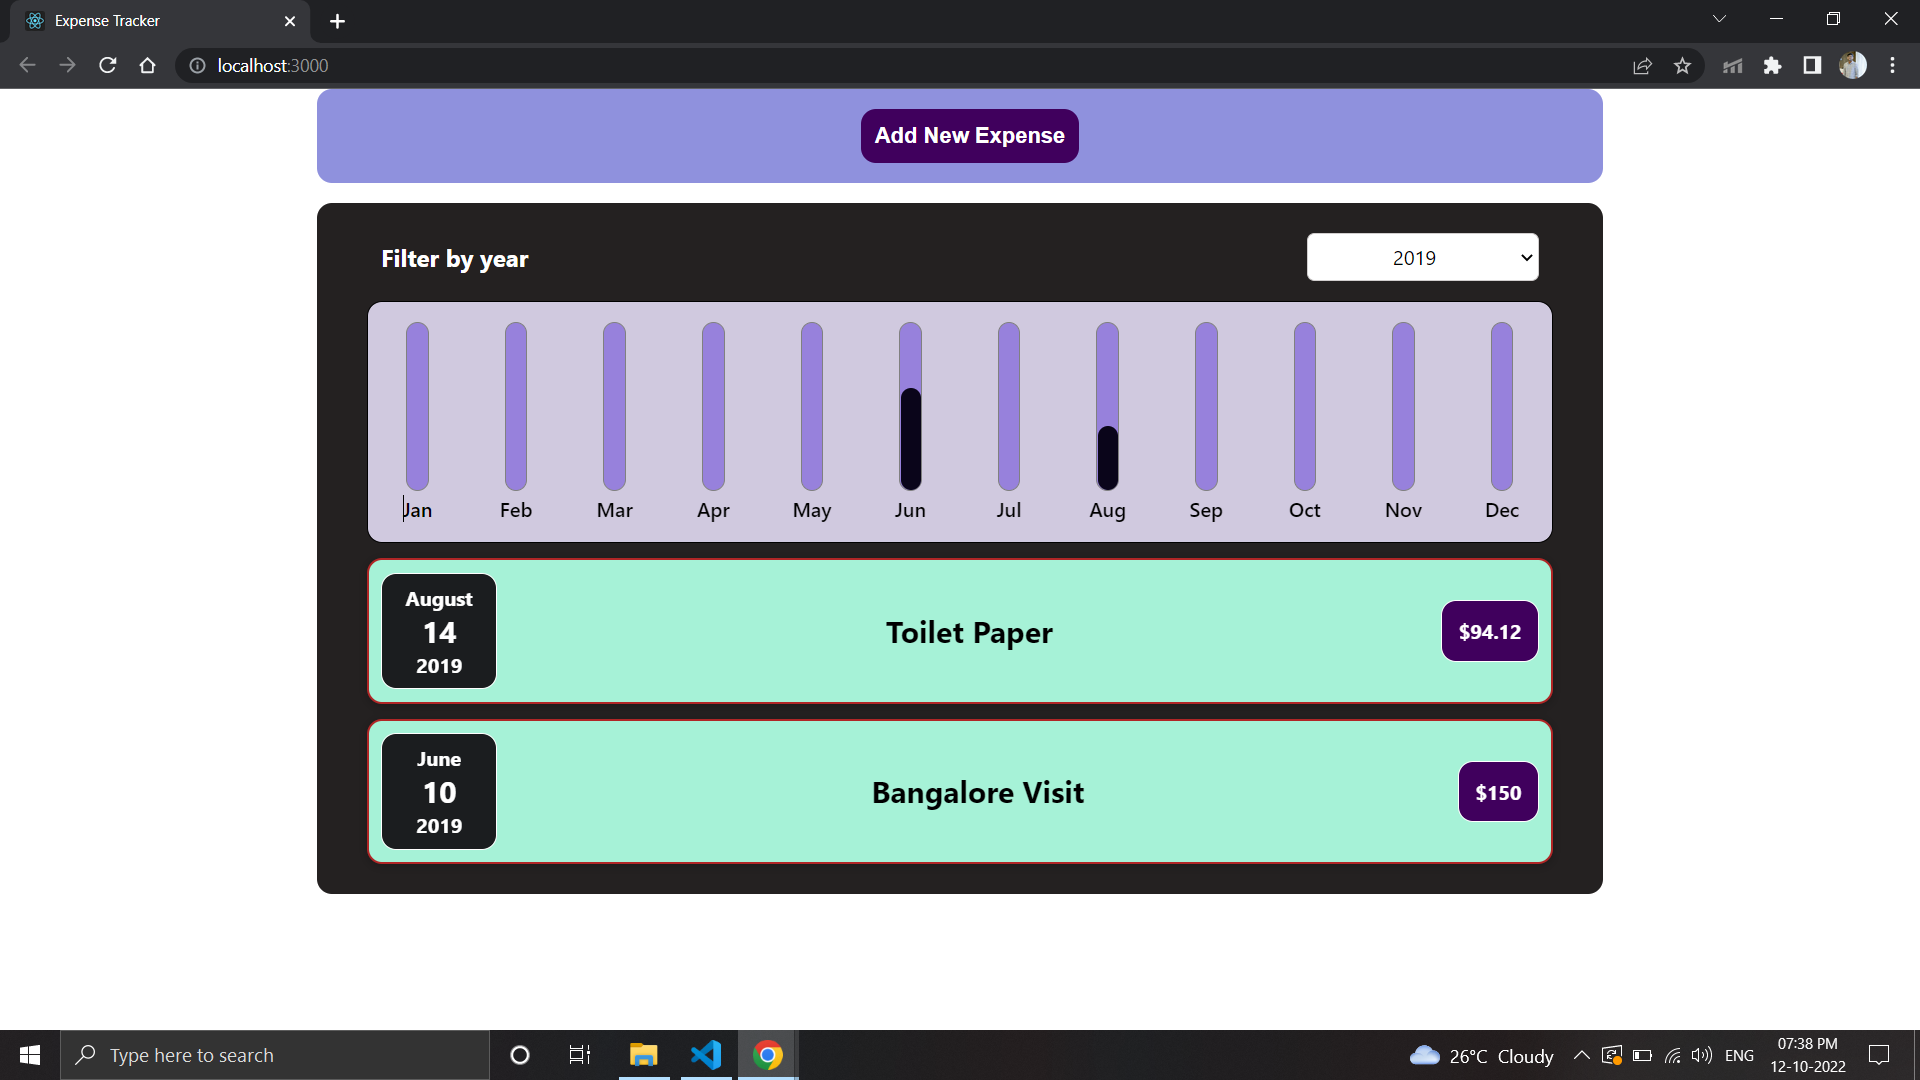 Expense Tracker
localhost:3000
Add New Expense
Filter by year
2019
Jan Feb Mar Apr May Jun Jul Aug Sep Oct Nov Dec
August
14
2019
Toilet Paper
$94.12
June
10
2019
Bangalore Visit
$150
Type here to search
26°C Cloudy
ENG
07:38 PM
12-10-2022